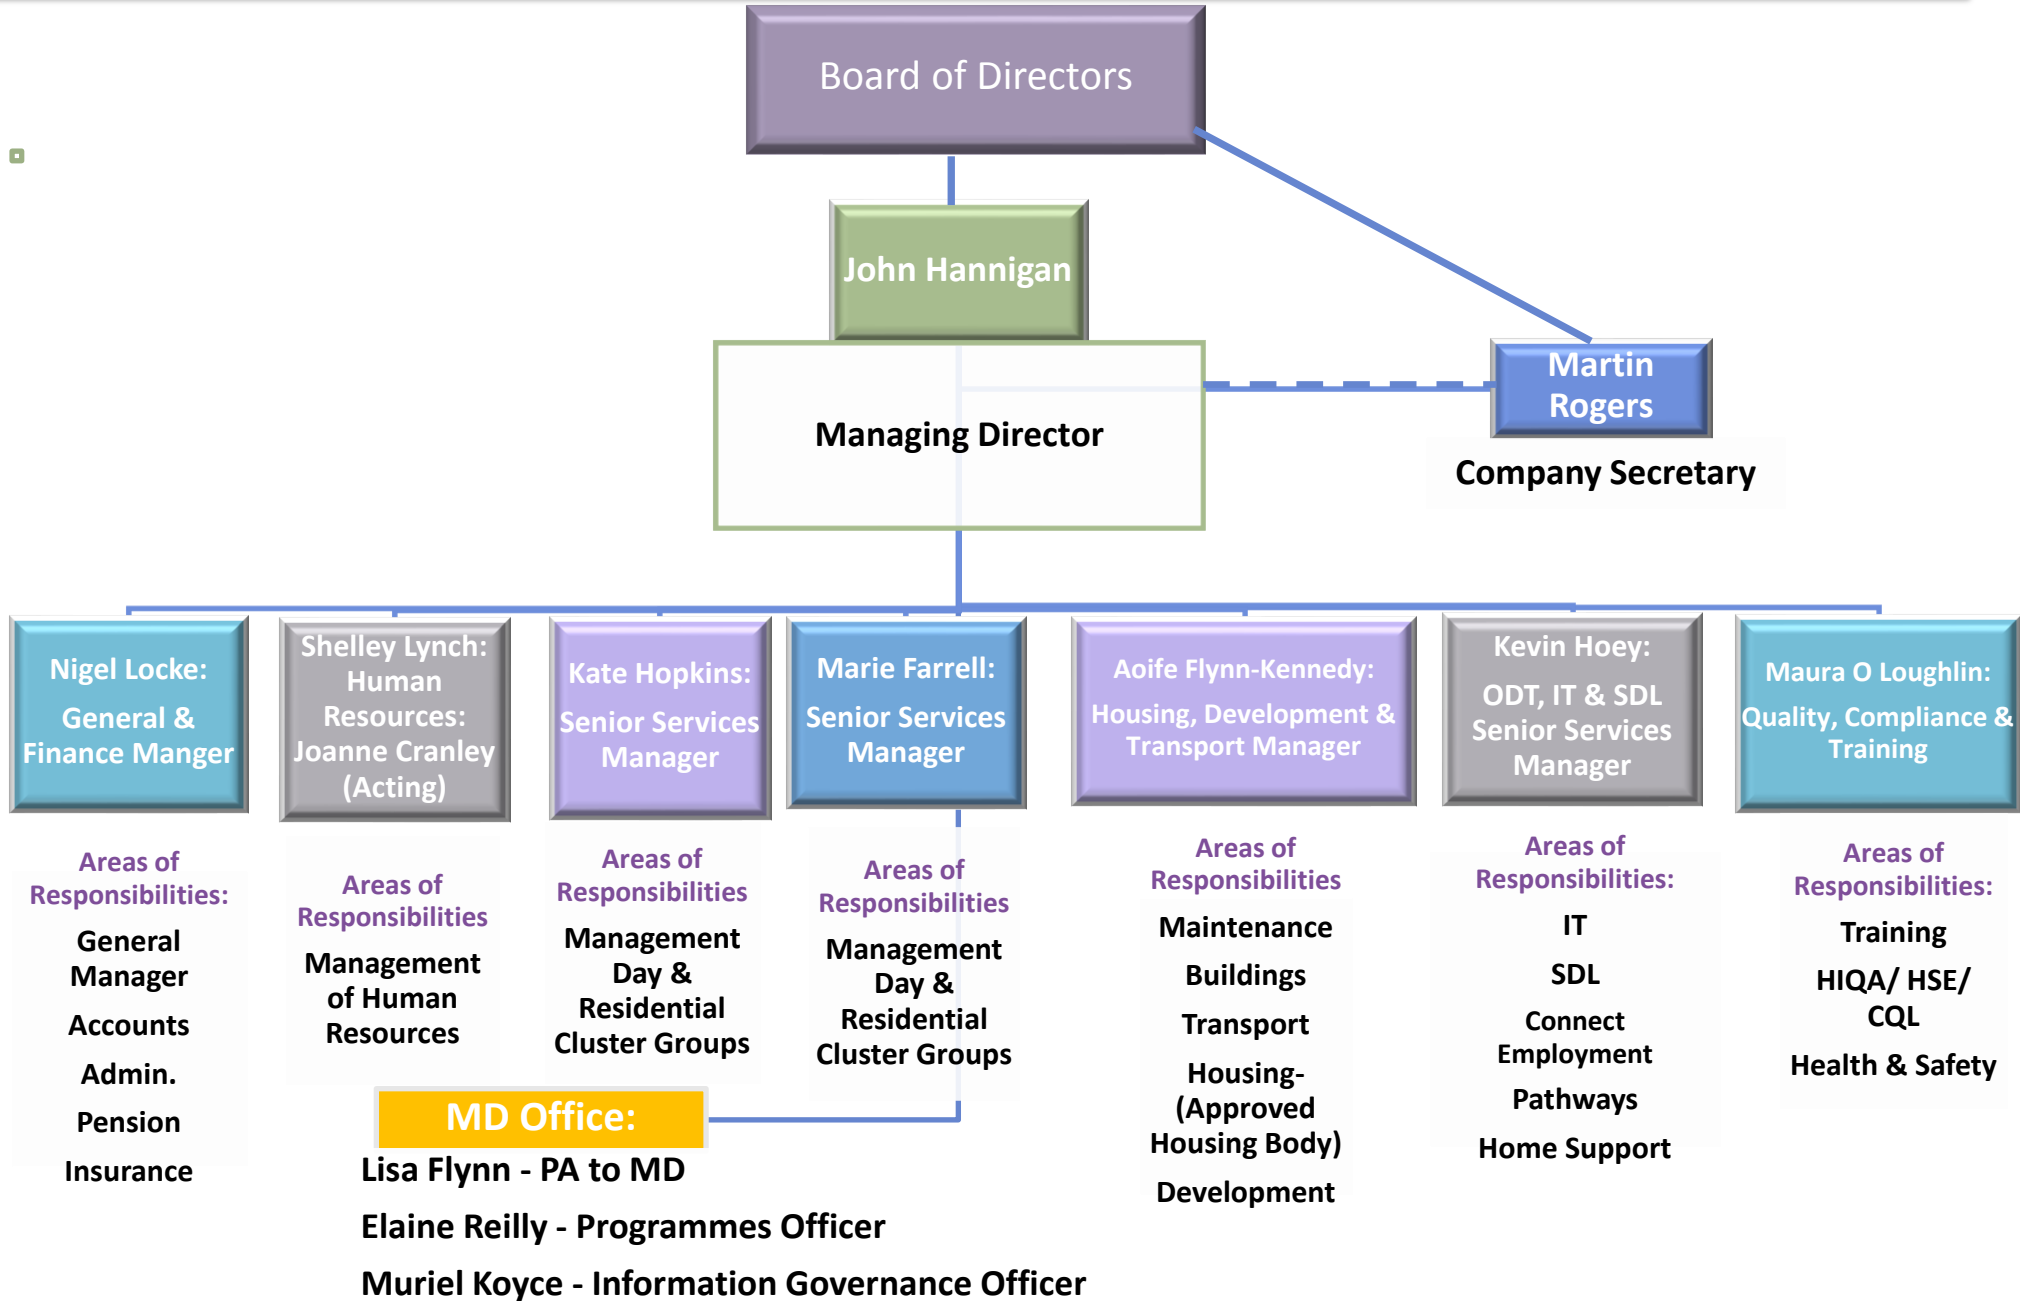 Board of Directors
John Hannigan
Managing Director
Martin
Rogers
Company Secretary
Nigel Locke:
General &
Finance Manger
Areas of
Responsibilities:
General
Manager
Accounts
Admin.
Pension
Insurance
Shelley Lynch:
Human
Resources:
Joanne Cranley
(Acting)
Areas of
Responsibilities
Management
of Human
Resources
Kate Hopkins:
Senior Services
Manager
Areas of
Responsibilities
Management
Day &
Residential
Cluster Groups
Marie Farrell:
Senior Services
Manager
Areas of
Responsibilities
Management
Day &
Residential
Cluster Groups
Aoife Flynn-Kennedy:
Housing, Development &
Transport Manager
Areas of
Responsibilities
Maintenance
Buildings
Transport
Housing-
(Approved
Housing Body)
Development
Kevin Hoey:
ODT, IT & SDL
Senior Services
Manager
Areas of
Responsibilities:
IT
SDL
Connect
Employment
Pathways
Home Support
Maura O Loughlin:
Quality, Compliance &
Training
Areas of
Responsibilities:
Training
HIQA/ HSE/
CQL
Health & Safety
MD Office:
Lisa Flynn - PA to MD
Elaine Reilly - Programmes Officer
Muriel Koyce - Information Governance Officer